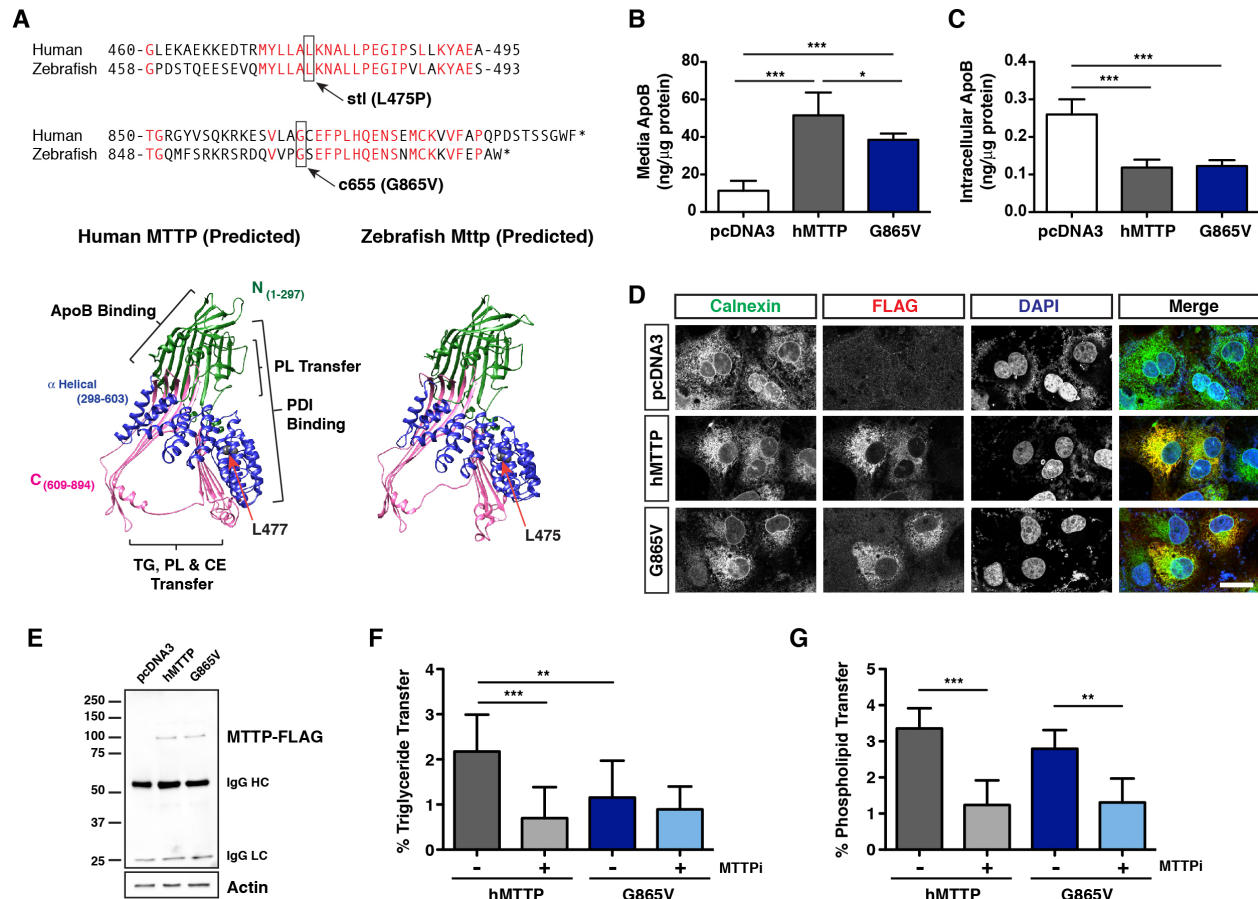 A
Human 460-GLEKAEKKEDTRMYLLALKNALLPEGIPSLLKYAEA-495
Zebrafish 458-GPDSTQEESEVQMYLLALKNALLPEGIPVLAKYAES-493
stl (L475P)
Human 850-TGRGYVSQKRKESVLAGCEFPLHQENSEMCKVVFAPQPDSTSSGWF*
Zebrafish 848-TGQMFSRKRSRDQVVPGSEFPLHQENSNMCKKVFEPAW*
c655 (G865V)
Human MTTP (Predicted)
Zebrafish Mttp (Predicted)
ApoB Binding
N (1-297)
PL Transfer
α Helical
(298-603)
PDI
Binding
C (609-894)
L477
L475
TG, PL & CE
Transfer
B
Media ApoB
(ng/μg protein)
80
60
40
20
0
***
***
*
pcDNA3 hMTTP G865V
C
Intracellular ApoB
(ng/μg protein)
0.4
0.3
0.2
0.1
0.0
***
***
pcDNA3 hMTTP G865V
D
Calnexin FLAG DAPI Merge
pcDNA3
hMTTP
G865V
E
pcDNA3 hMTTP G865V
250
150
100
75
50
37
25
MTTP-FLAG
IgG HC
IgG LC
Actin
F
% Triglyceride Transfer
4
3
2
1
0
**
***
- + - +
hMTTP G865V
G
% Phospholipid Transfer
5
4
3
2
1
0
***
**
- + - + MTTPi
hMTTP G865V
MTTPi